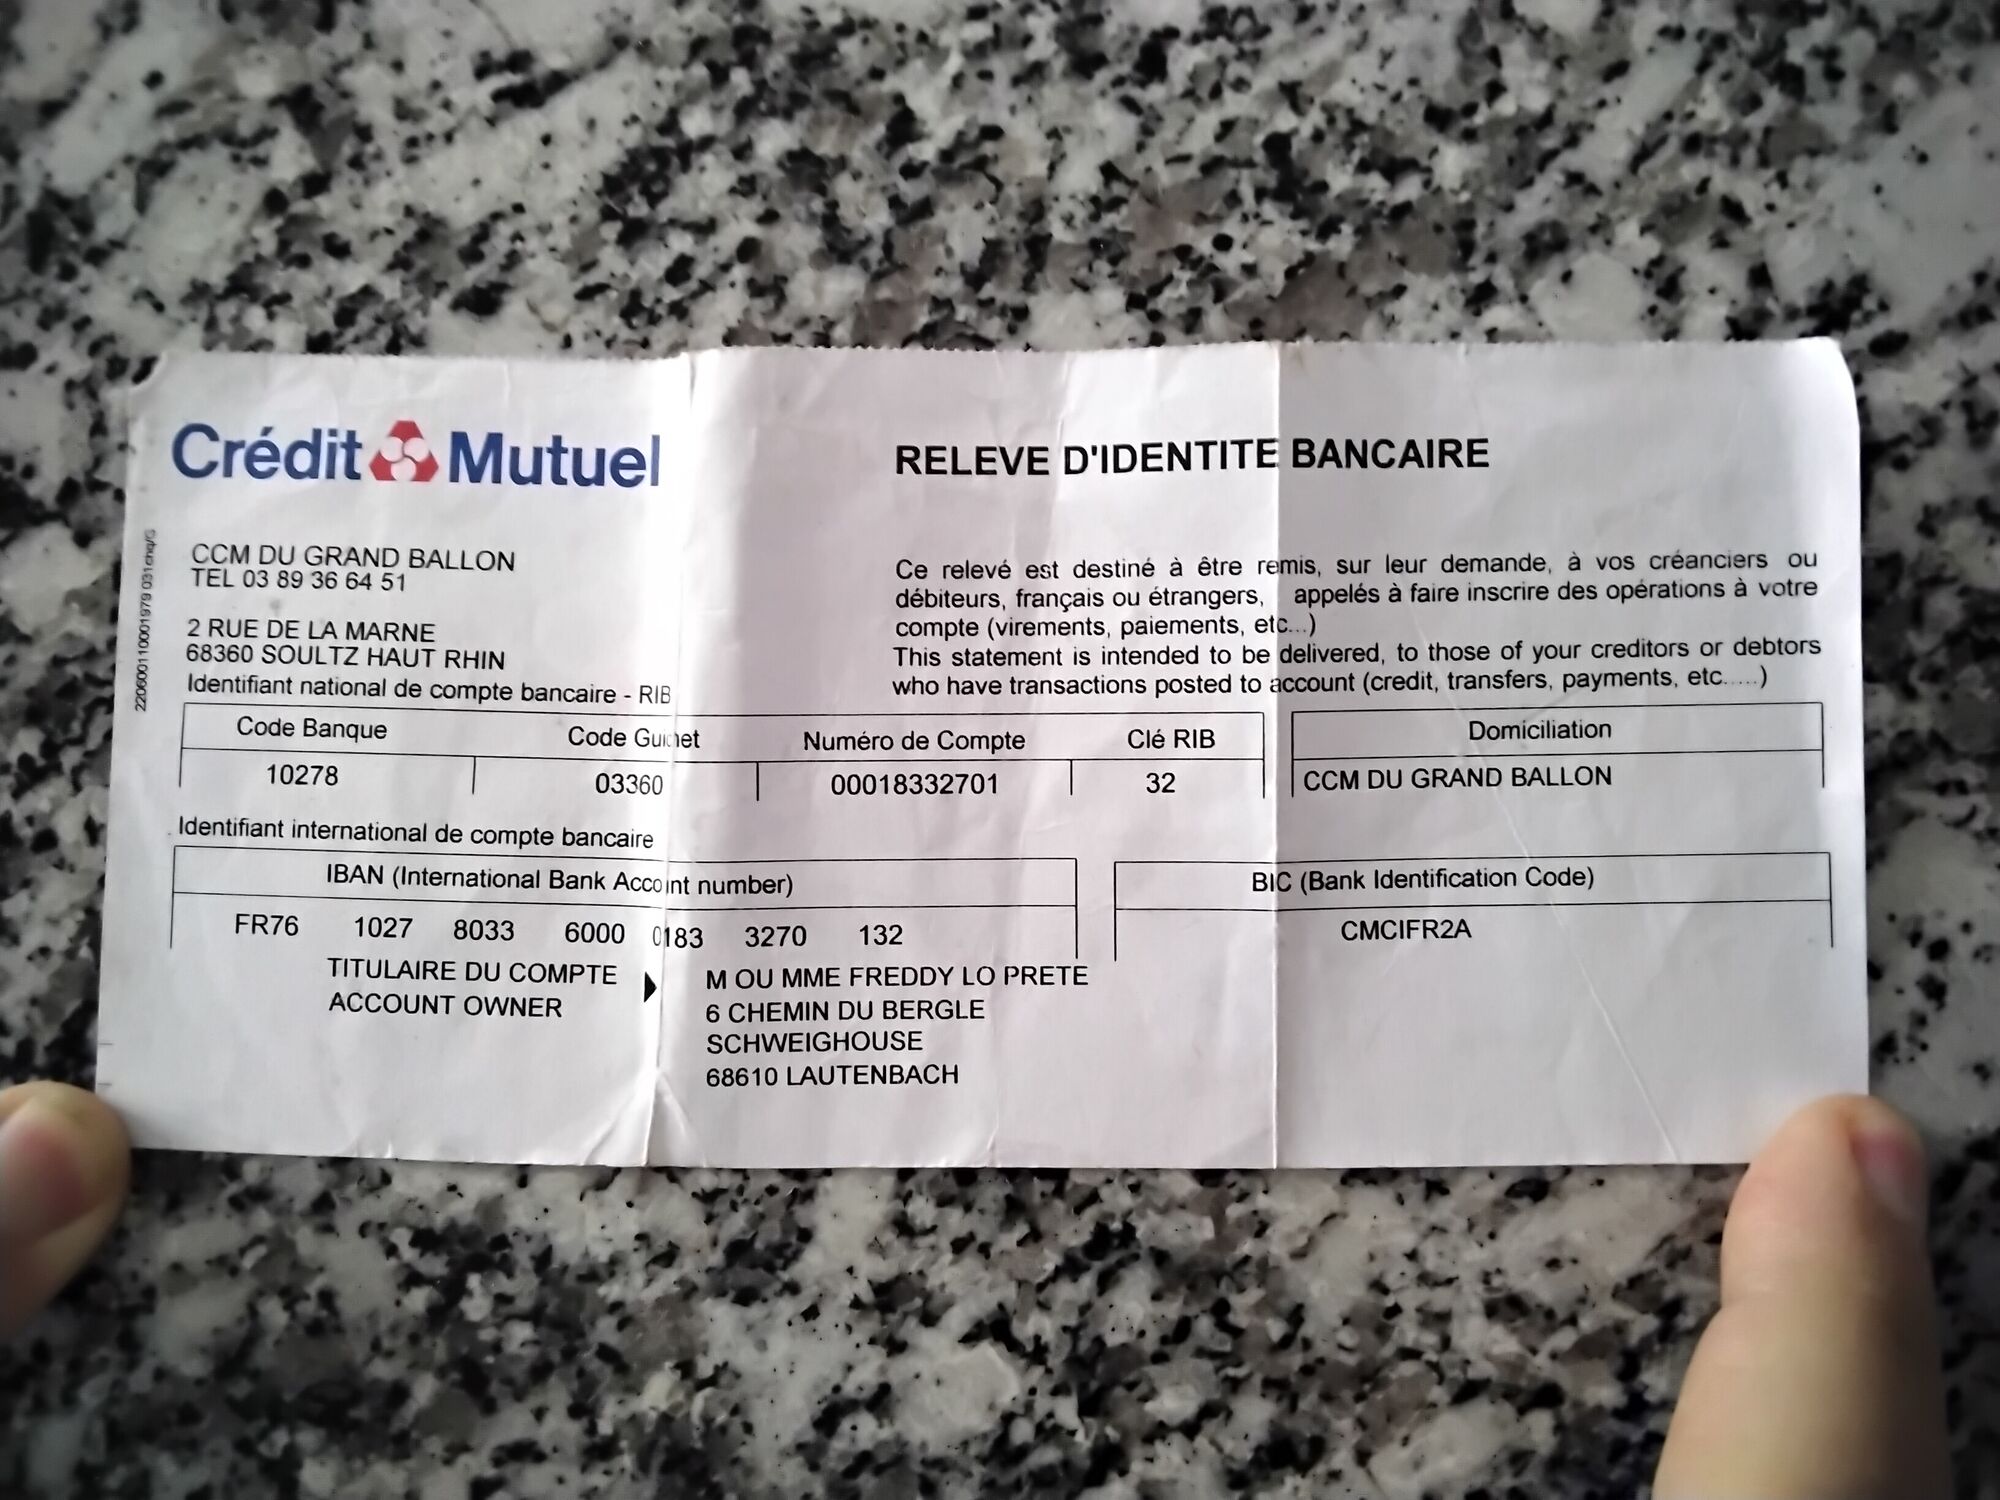 Crédit Mutuel
RELEVE D'IDENTITE BANCAIRE
CCM DU GRAND BALLON
TEL 03 89 36 64 51
2 RUE DE LA MARNE
68360 SOULTZ HAUT RHIN
Ce relevé est destiné à être remis, sur leur demande, à vos créanciers ou
débiteurs, français ou étrangers, appelés à faire inscrire des opérations à votre
compte (virements, paiements, etc...)
This statement is intended to be delivered, to those of your creditors or debtors
who have transactions posted to account (credit, transfers, payments, etc.....)
Identifiant national de compte bancaire - RIB
Code Banque Code Guichet Numéro de Compte Clé RIB Domiciliation
10278 03360 00018332701 32 CCM DU GRAND BALLON
Identifiant international de compte bancaire
IBAN (International Bank Account number) BIC (Bank Identification Code)
FR76 1027 8033 6000 0183 3270 132 CMCIFR2A
TITULAIRE DU COMPTE M OU MME FREDDY LO PRETE
ACCOUNT OWNER 6 CHEMIN DU BERGLE
SCHWEIGHOUSE
68610 LAUTENBACH